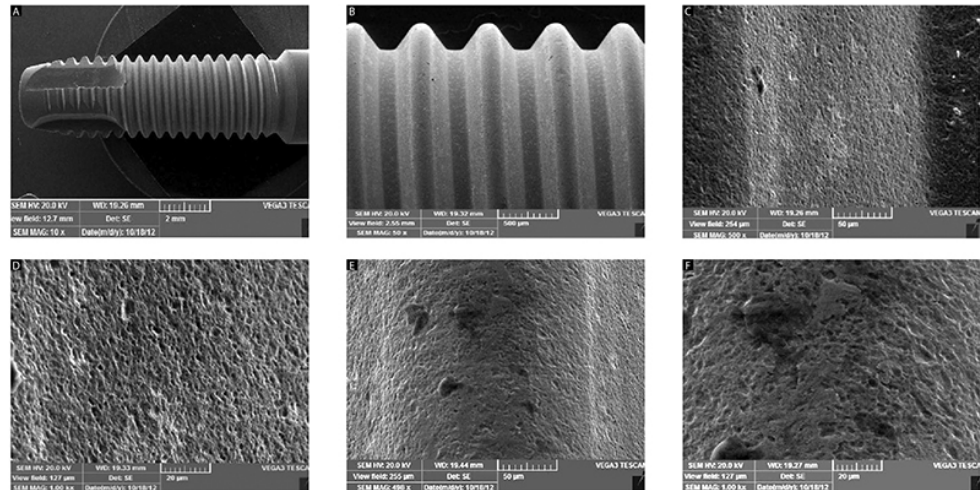 A
SEM HV: 20.0 kV WD: 19.26 mm VEGA3 TESCAN
View field: 12.7 mm Det: SE 2 mm
SEM MAG: 10 x Date(m/d/y): 10/18/12
B
SEM HV: 20.0 kV WD: 19.32 mm VEGA3 TESCAN
View field: 2.55 mm Det: SE 500 µm
SEM MAG: 50 x Date(m/d/y): 10/18/12
C
SEM HV: 20.0 kV WD: 19.26 mm VEGA3 TESCAN
View field: 254 µm Det: SE 50 µm
SEM MAG: 500 x Date(m/d/y): 10/18/12
D
SEM HV: 20.0 kV WD: 19.33 mm VEGA3 TESCAN
View field: 127 µm Det: SE 20 µm
SEM MAG: 1.00 kx Date(m/d/y): 10/18/12
E
SEM HV: 20.0 kV WD: 19.44 mm VEGA3 TESCAN
View field: 255 µm Det: SE 50 µm
SEM MAG: 498 x Date(m/d/y): 10/18/12
F
SEM HV: 20.0 kV WD: 19.27 mm VEGA3 TESCAN
View field: 127 µm Det: SE 20 µm
SEM MAG: 1.00 kx Date(m/d/y): 10/18/12